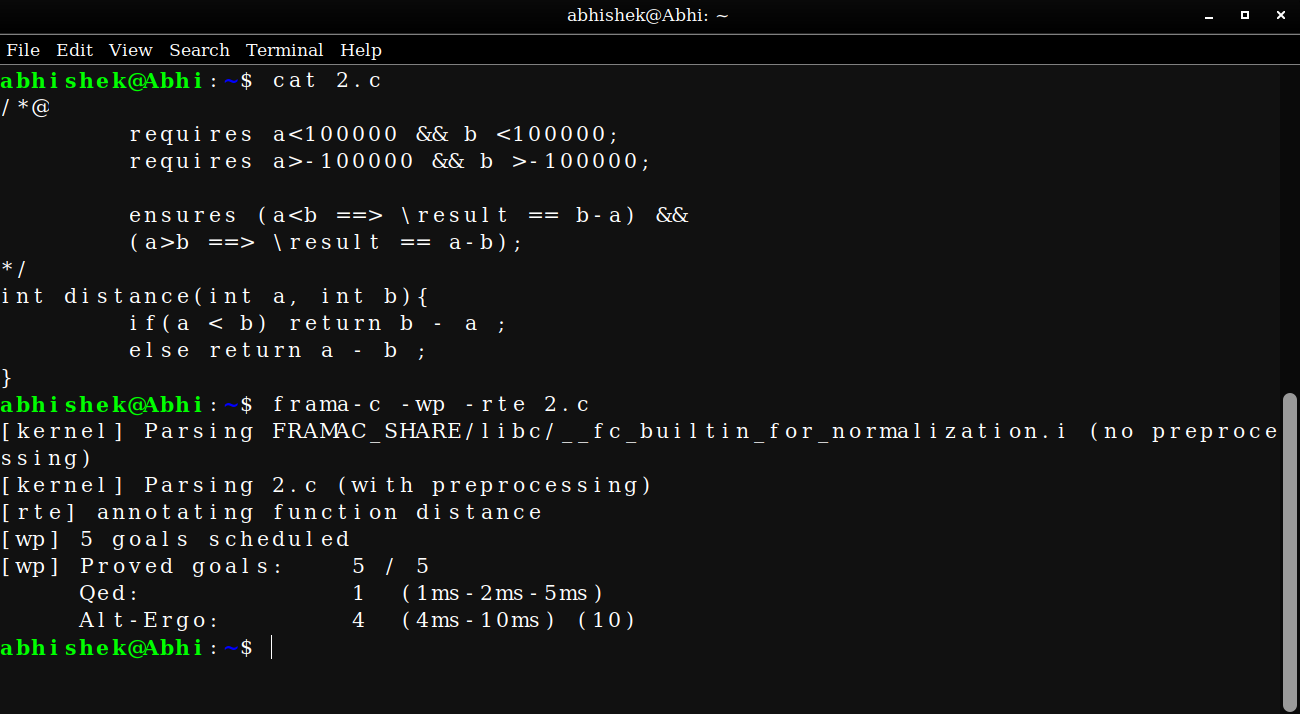 abhishek@Abhi: ~
File Edit View Search Terminal Help
abhishek@Abhi:~$ cat 2.c
/*@
        requires a<100000 && b <100000;
        requires a>-100000 && b >-100000;

        ensures (a<b ==> \result == b-a) &&
        (a>b ==> \result == a-b);
*/
int distance(int a, int b){
        if(a < b) return b - a ;
        else return a - b ;
}
abhishek@Abhi:~$ frama-c -wp -rte 2.c
[kernel] Parsing FRAMAC_SHARE/libc/__fc_builtin_for_normalization.i (no preproce
ssing)
[kernel] Parsing 2.c (with preprocessing)
[rte] annotating function distance
[wp] 5 goals scheduled
[wp] Proved goals:    5 / 5
     Qed:             1  (1ms-2ms-5ms)
     Alt-Ergo:        4  (4ms-10ms) (10)
abhishek@Abhi:~$